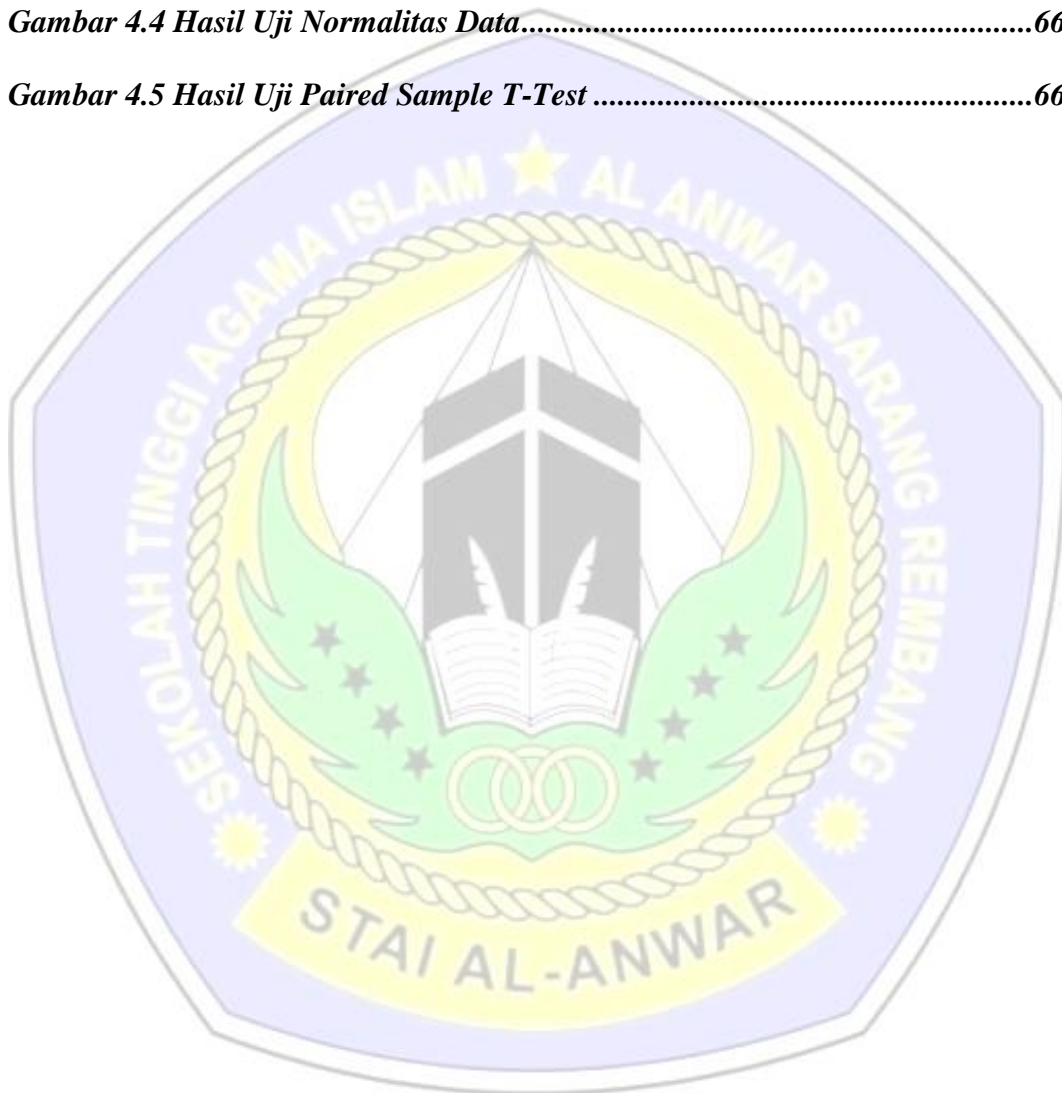 Gambar 4.4 Hasil Uji Normalitas Data..............................................................66
Gambar 4.5 Hasil Uji Paired Sample T-Test ........................................................66
SEKOLAH TINGGI AGAMA ISLAM AL ANWAR SARANG REMBANG
STAI AL-ANWAR